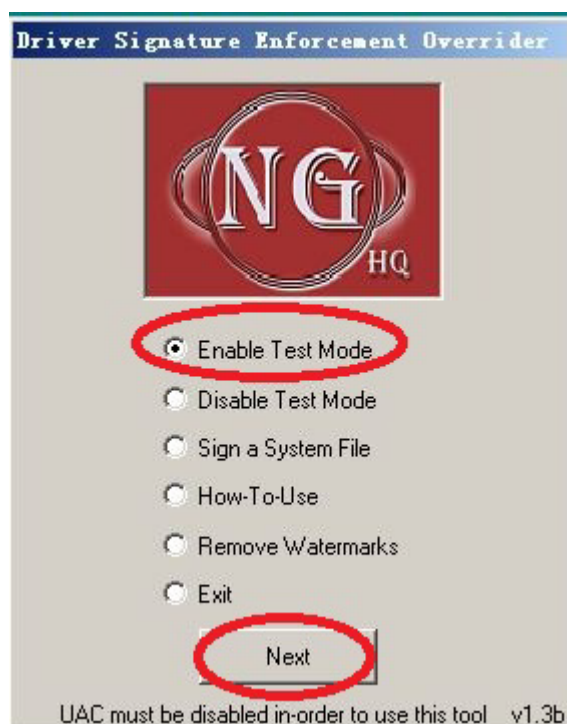 Driver Signature Enforcement Overrider
NG
HQ
Enable Test Mode
Disable Test Mode
Sign a System File
How-To-Use
Remove Watermarks
Exit
Next
UAC must be disabled in-order to use this tool v1.3b